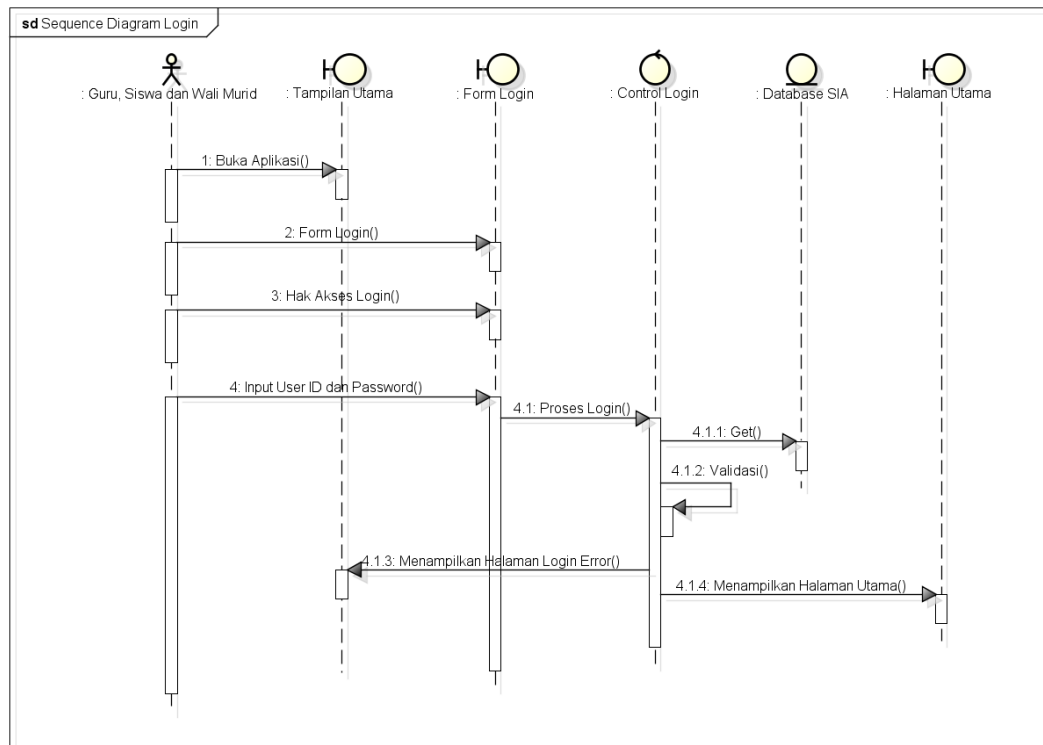 sd Sequence Diagram Login
: Guru, Siswa dan Wali Murid
: Tampilan Utama
: Form Login
: Control Login
: Database SIA
: Halaman Utama
1: Buka Aplikasi()
2: Form Login()
3: Hak Akses Login()
4: Input User ID dan Password()
4.1: Proses Login()
4.1.1: Get()
4.1.2: Validasi()
4.1.3: Menampilkan Halaman Login Error()
4.1.4: Menampilkan Halaman Utama()